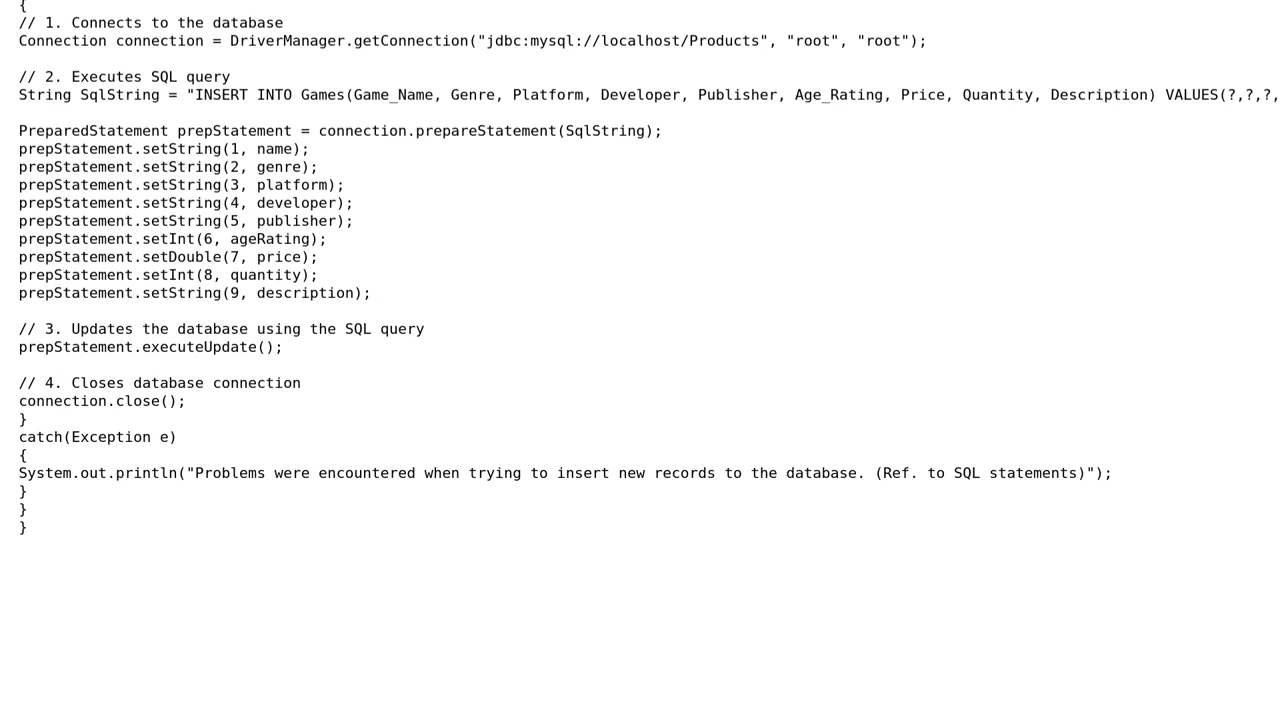 {
// 1. Connects to the database
Connection connection = DriverManager.getConnection("jdbc:mysql://localhost/Products", "root", "root");
// 2. Executes SQL query
String SqlString = "INSERT INTO Games(Game_Name, Genre, Platform, Developer, Publisher, Age_Rating, Price, Quantity, Description) VALUES(?,?,?,
PreparedStatement prepStatement = connection.prepareStatement(SqlString);
prepStatement.setString(1, name);
prepStatement.setString(2, genre);
prepStatement.setString(3, platform);
prepStatement.setString(4, developer);
prepStatement.setString(5, publisher);
prepStatement.setInt(6, ageRating);
prepStatement.setDouble(7, price);
prepStatement.setInt(8, quantity);
prepStatement.setString(9, description);
// 3. Updates the database using the SQL query
prepStatement.executeUpdate();
// 4. Closes database connection
connection.close();
}
catch(Exception e)
{
System.out.println("Problems were encountered when trying to insert new records to the database. (Ref. to SQL statements)");
}
}
}